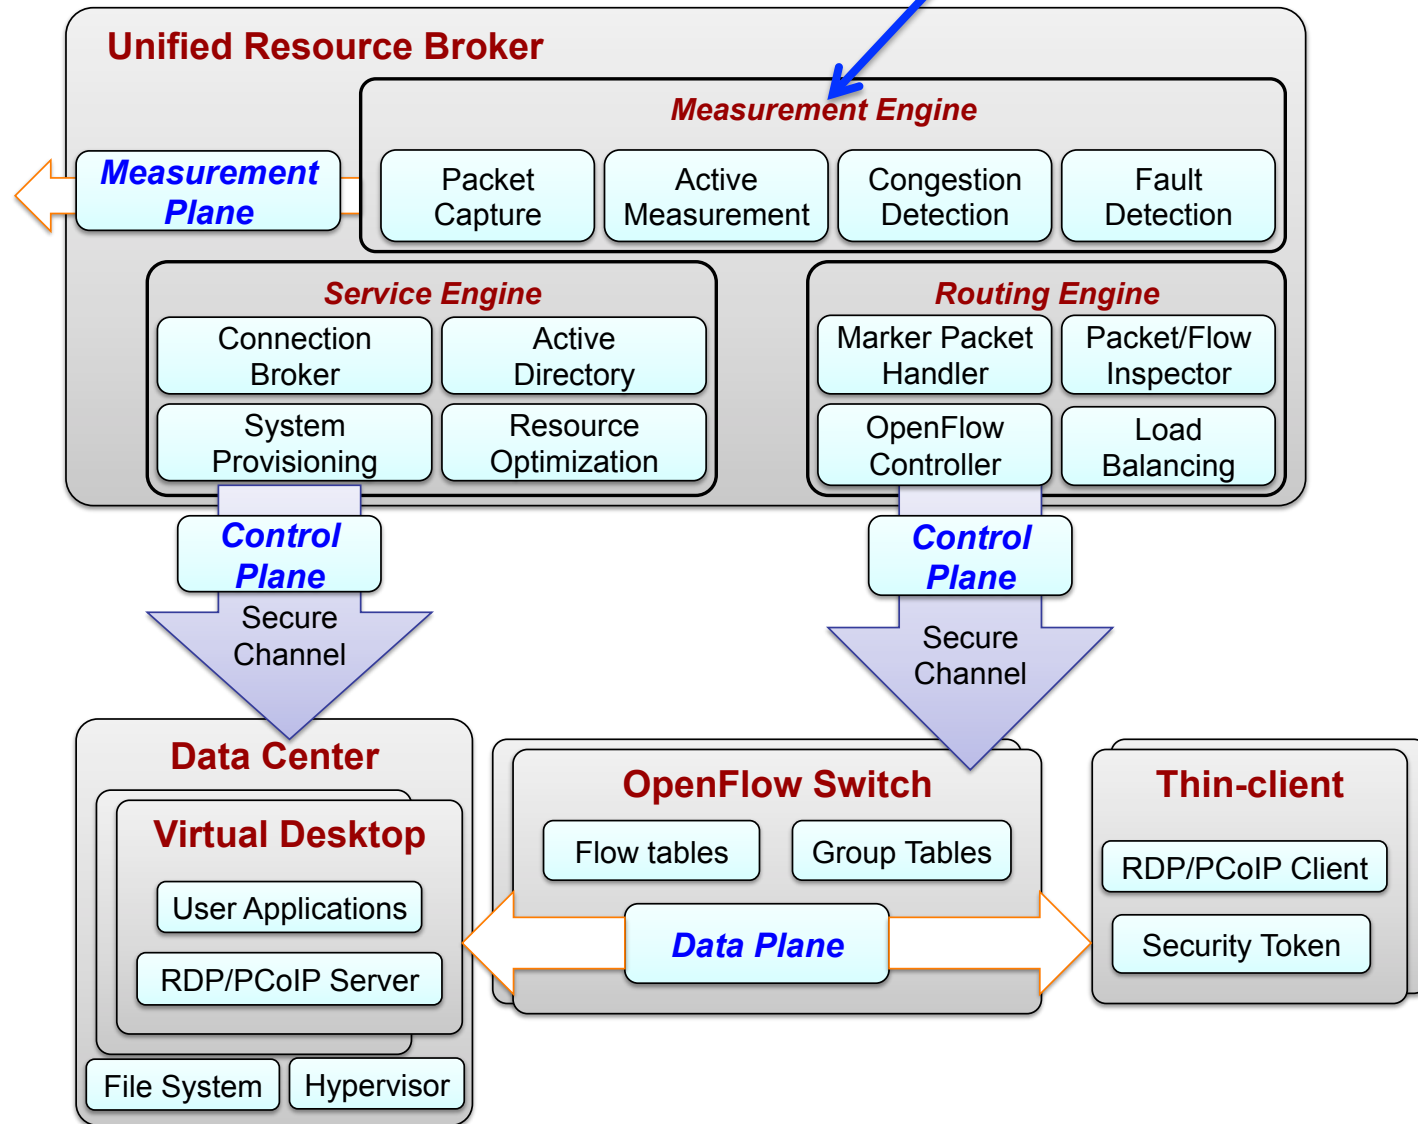 Unified Resource Broker
Measurement Engine
Measurement
Plane
Packet
Capture
Active
Measurement
Congestion
Detection
Fault
Detection
Service Engine
Connection
Broker
Active
Directory
System
Provisioning
Resource
Optimization
Routing Engine
Marker Packet
Handler
Packet/Flow
Inspector
OpenFlow
Controller
Load
Balancing
Control
Plane
Secure
Channel
Control
Plane
Secure
Channel
Data Center
Virtual Desktop
User Applications
RDP/PCoIP Server
File System
Hypervisor
OpenFlow Switch
Flow tables
Group Tables
Data Plane
Thin-client
RDP/PCoIP Client
Security Token